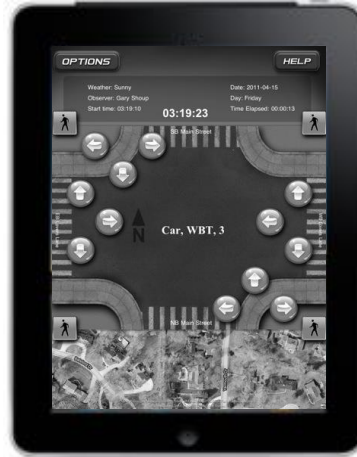 OPTIONS
HELP
Weather: Sunny
Date: 2011-04-15
Observer: Gary Shoup
Day: Friday
Start time: 03:19:10
03:19:23
Time Elapsed: 00:00:13
SB Main Street
Car, WBT, 3
N
NB Main Street